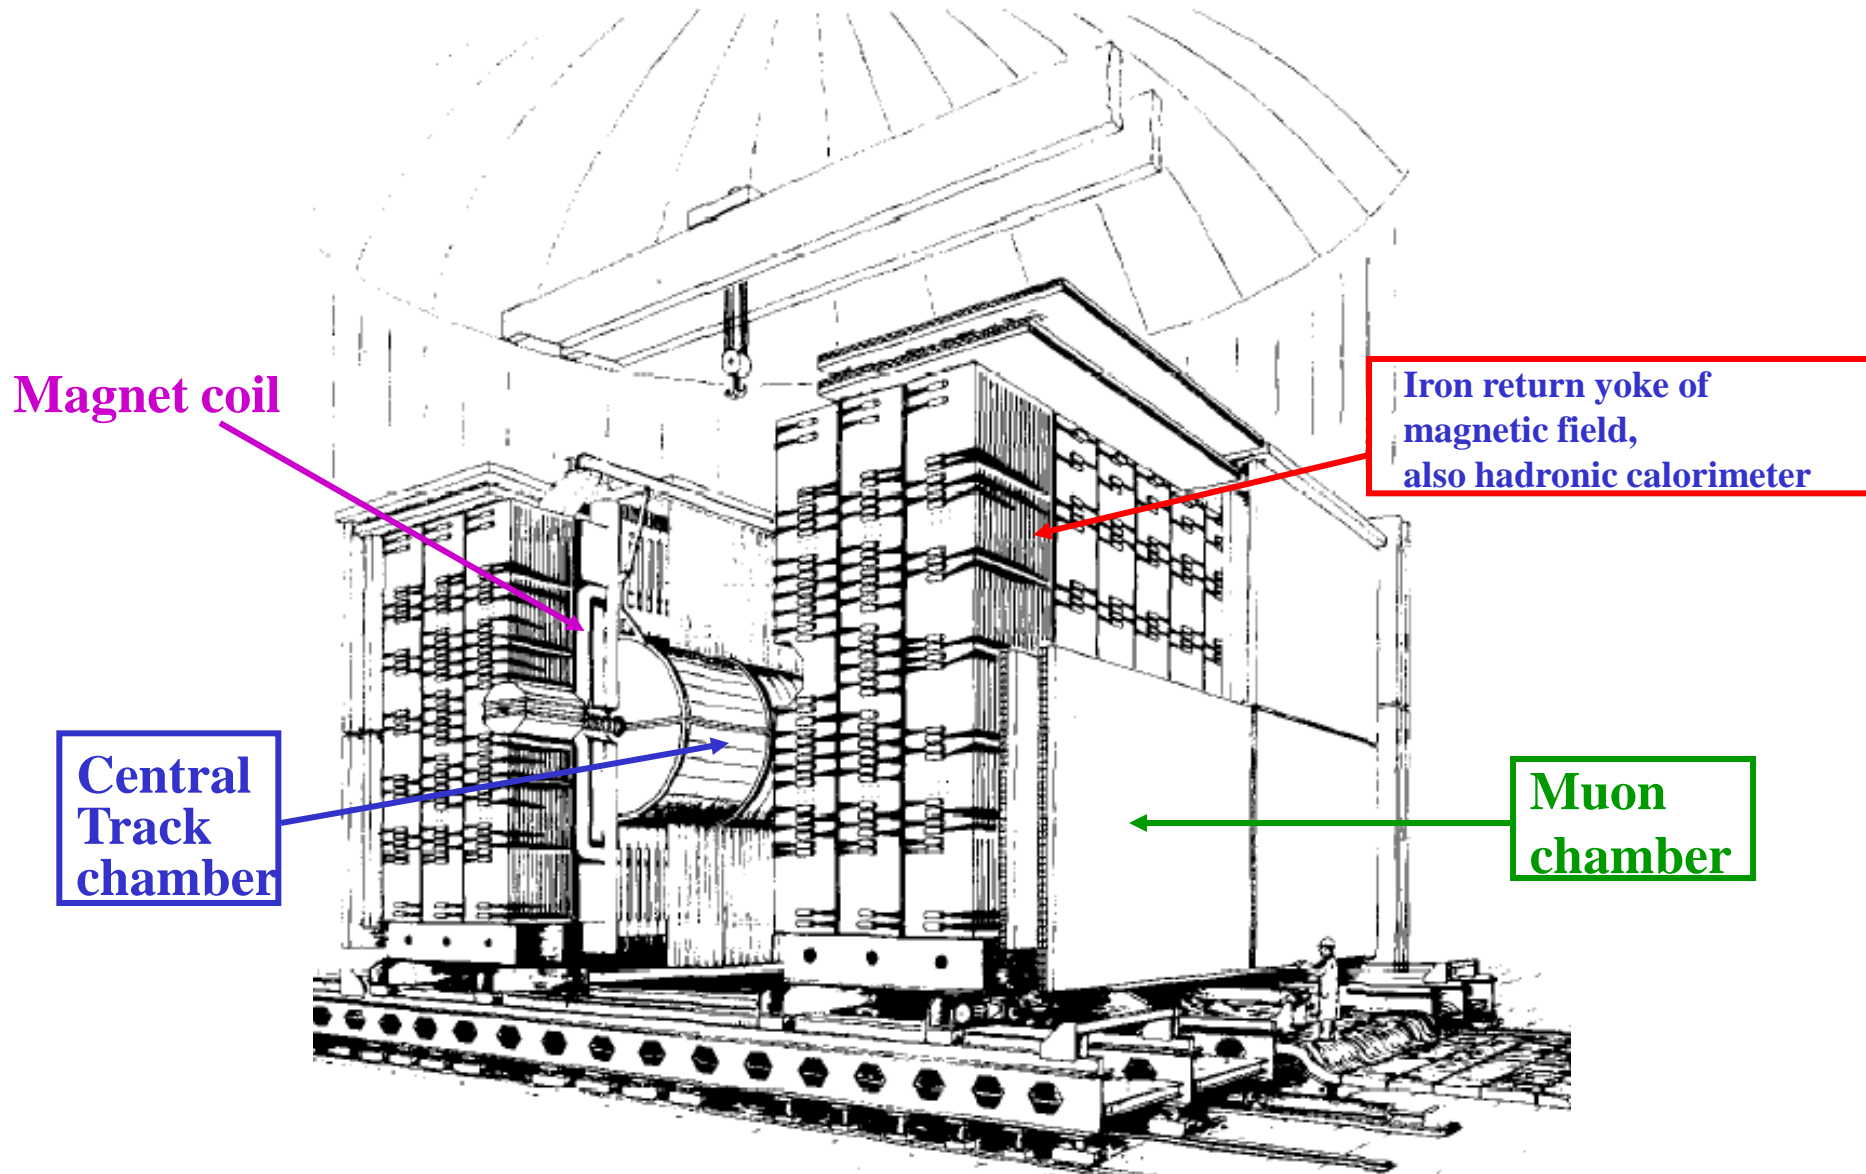 Magnet coil
Iron return yoke of
magnetic field,
also hadronic calorimeter
Central
Track
chamber
Muon
chamber